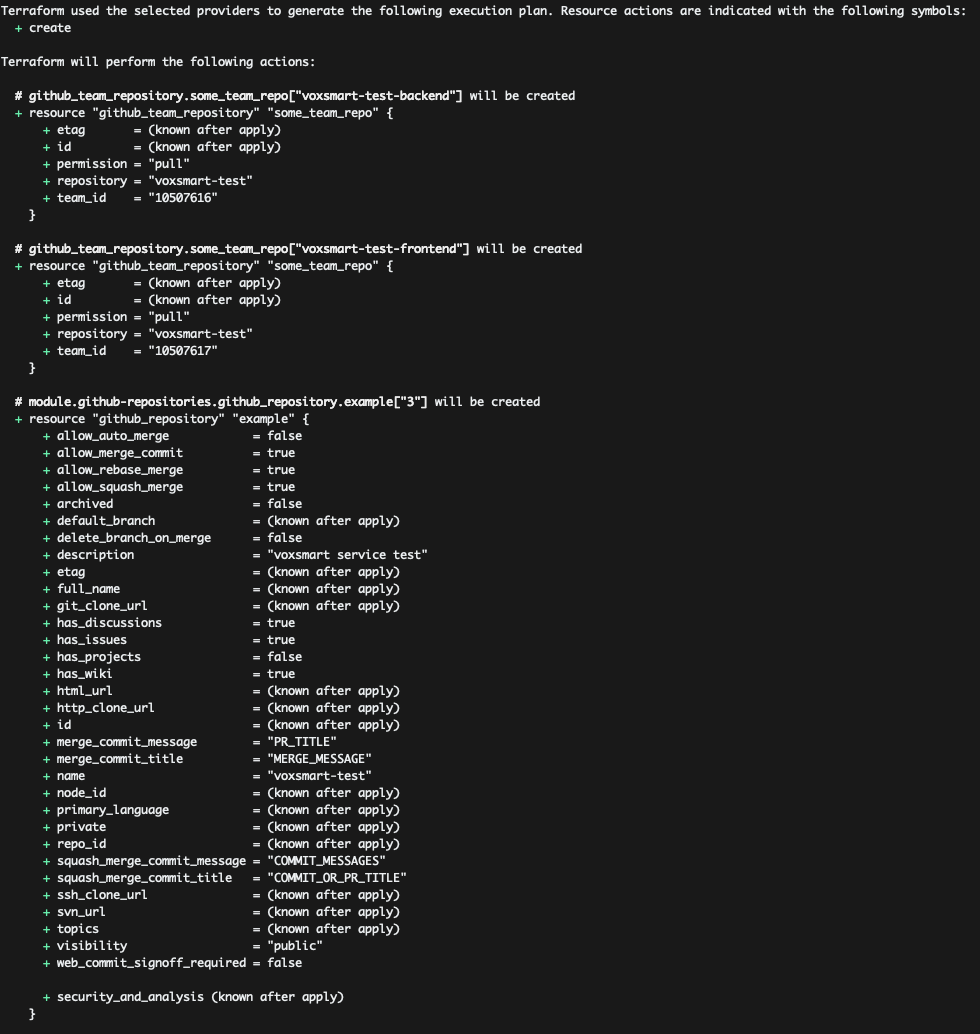 Terraform used the selected providers to generate the following execution plan. Resource actions are indicated with the following symbols:
  + create

Terraform will perform the following actions:

  # github_team_repository.some_team_repo["voxsmart-test-backend"] will be created
  + resource "github_team_repository" "some_team_repo" {
      + etag       = (known after apply)
      + id         = (known after apply)
      + permission = "pull"
      + repository = "voxsmart-test"
      + team_id    = "10507616"
    }

  # github_team_repository.some_team_repo["voxsmart-test-frontend"] will be created
  + resource "github_team_repository" "some_team_repo" {
      + etag       = (known after apply)
      + id         = (known after apply)
      + permission = "pull"
      + repository = "voxsmart-test"
      + team_id    = "10507617"
    }

  # module.github-repositories.github_repository.example["3"] will be created
  + resource "github_repository" "example" {
      + allow_auto_merge            = false
      + allow_merge_commit          = true
      + allow_rebase_merge          = true
      + allow_squash_merge          = true
      + archived                    = false
      + default_branch              = (known after apply)
      + delete_branch_on_merge      = false
      + description                 = "voxsmart service test"
      + etag                        = (known after apply)
      + full_name                   = (known after apply)
      + git_clone_url               = (known after apply)
      + has_discussions             = true
      + has_issues                  = true
      + has_projects                = false
      + has_wiki                    = true
      + html_url                    = (known after apply)
      + http_clone_url              = (known after apply)
      + id                          = (known after apply)
      + merge_commit_message        = "PR_TITLE"
      + merge_commit_title          = "MERGE_MESSAGE"
      + name                        = "voxsmart-test"
      + node_id                     = (known after apply)
      + primary_language            = (known after apply)
      + private                     = (known after apply)
      + repo_id                     = (known after apply)
      + squash_merge_commit_message = "COMMIT_MESSAGES"
      + squash_merge_commit_title   = "COMMIT_OR_PR_TITLE"
      + ssh_clone_url               = (known after apply)
      + svn_url                     = (known after apply)
      + topics                      = (known after apply)
      + visibility                  = "public"
      + web_commit_signoff_required = false

      + security_and_analysis (known after apply)
    }